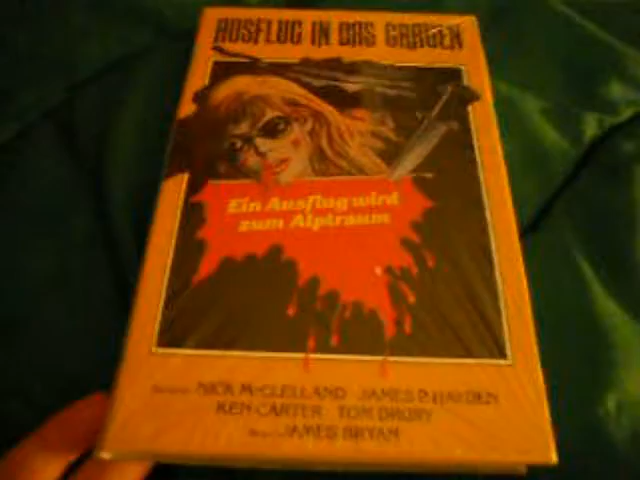 AUSFLUG IN DAS GRAUEN
Ein Ausflug wird
zum Alptraum
NICK McCLELLAND JAMES P. HAYDEN
KEN CARTER TOM DRURY
JAMES BRYAN